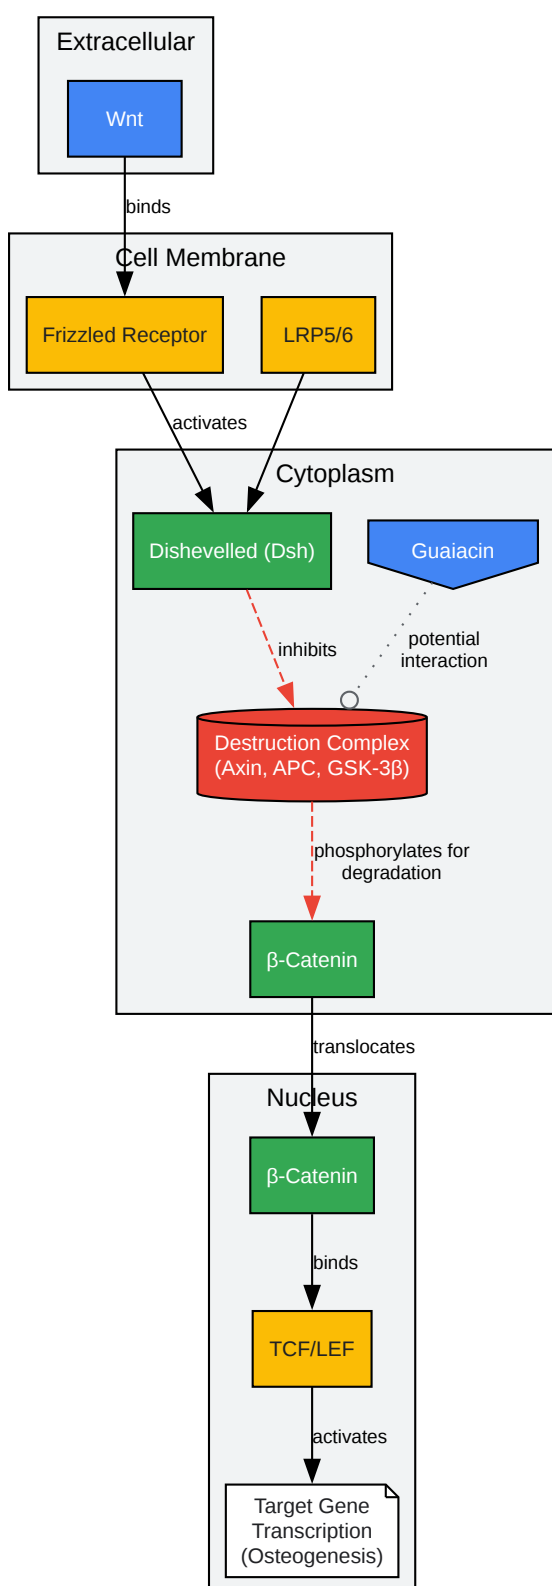 Extracellular
Wnt
binds
Cell Membrane
Frizzled Receptor
LRP5/6
activates
Cytoplasm
Dishevelled (Dsh)
Guaiacin
inhibits
potential
interaction
Destruction Complex
(Axin, APC, GSK-3β)
phosphorylates for
degradation
β-Catenin
translocates
Nucleus
β-Catenin
binds
TCF/LEF
activates
Target Gene
Transcription
(Osteogenesis)